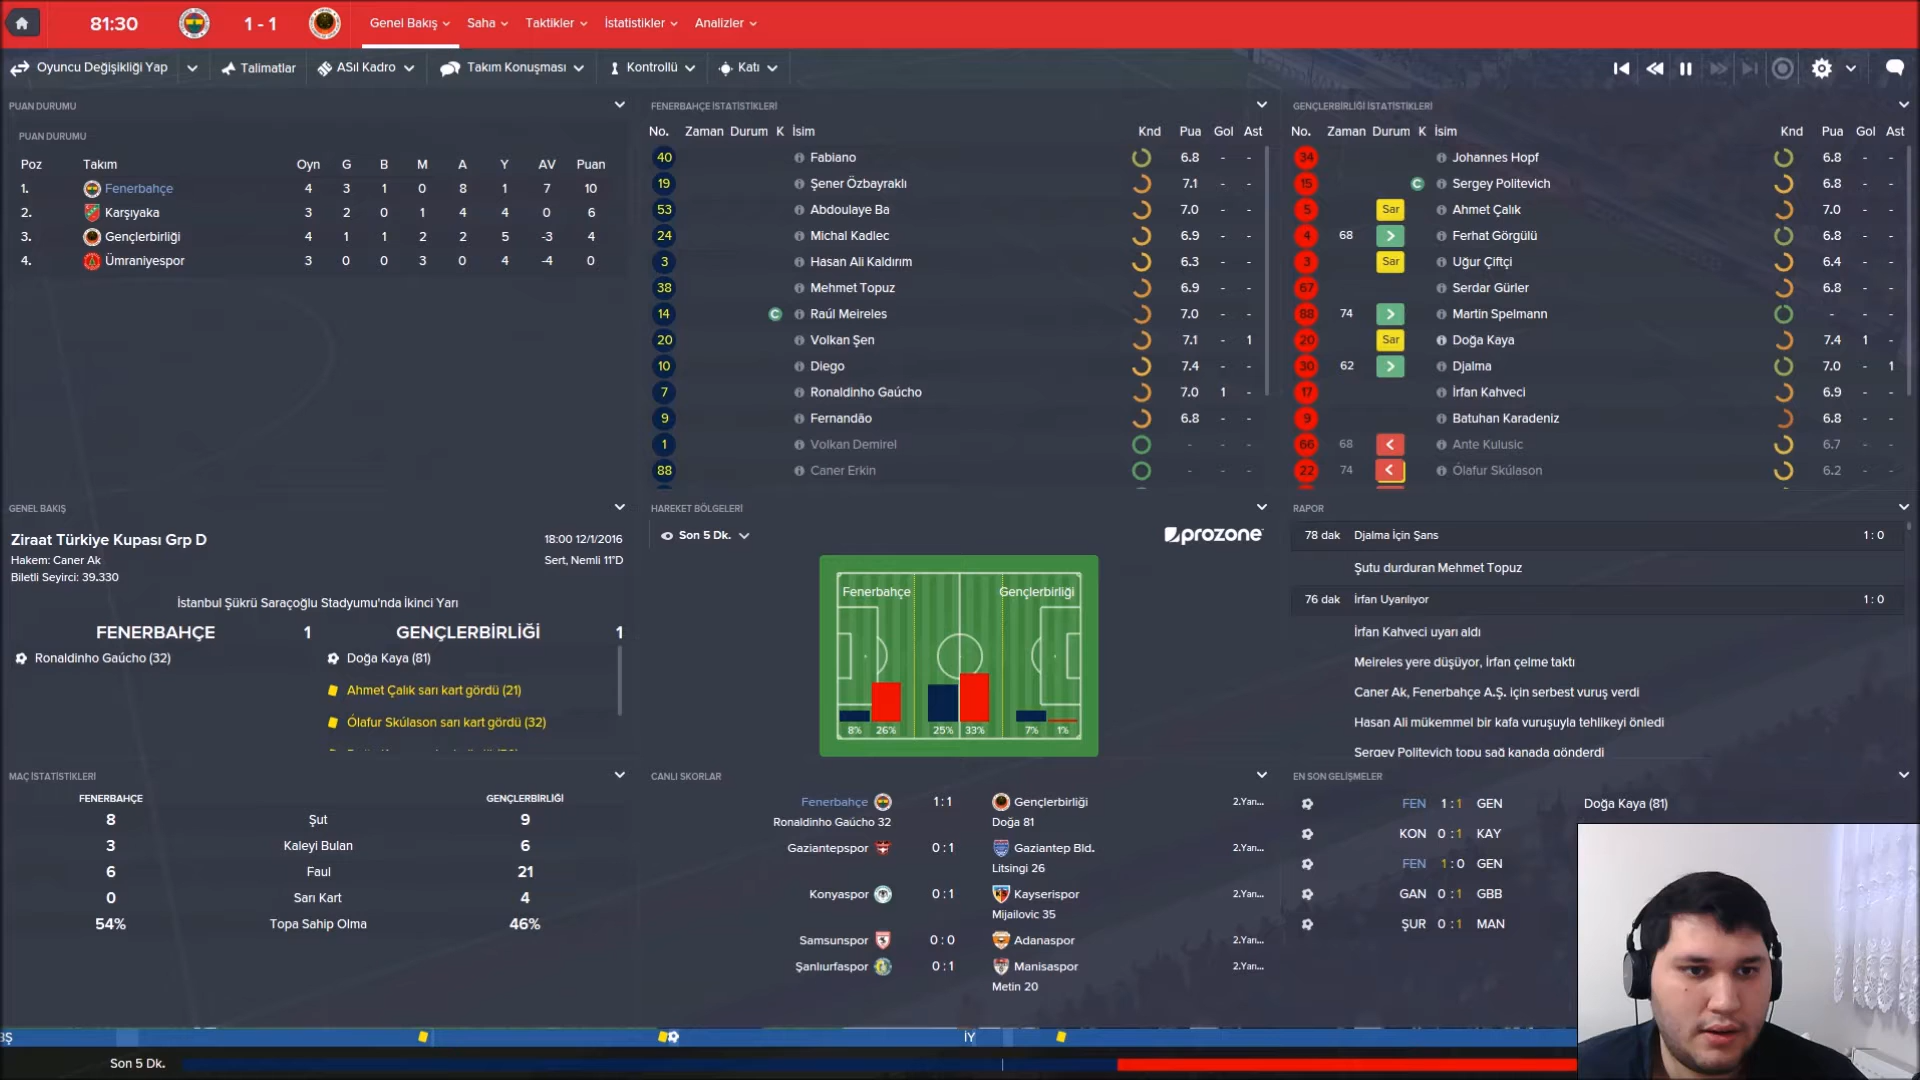 81:30 1 - 1 Genel Bakış Saha Taktikler İstatistikler Analizler
Oyuncu Değişikliği Yap Talimatlar ASıl Kadro Takım Konuşması Kontrollü Katı
PUAN DURUMU
PUAN DURUMU
Poz Takım Oyn G B M A Y AV Puan
1. Fenerbahçe 4 3 1 0 8 1 7 10
2. Karşıyaka 3 2 0 1 4 4 0 6
3. Gençlerbirliği 4 1 1 2 2 5 -3 4
4. Ümraniyespor 3 0 0 3 0 4 -4 0
FENERBAHÇE İSTATİSTİKLERİ
No. Zaman Durum K İsim Knd Pua Gol Ast
40 Fabiano 6.8 - -
19 Şener Özbayraklı 7.1 - -
53 Abdoulaye Ba 7.0 - -
24 Michal Kadlec 6.9 - -
3 Hasan Ali Kaldırım 6.3 - -
38 Mehmet Topuz 6.9 - -
14 C Raúl Meireles 7.0 - -
20 Volkan Şen 7.1 - 1
10 Diego 7.4 - -
7 Ronaldinho Gaúcho 7.0 1 -
9 Fernandão 6.8 - -
1 Volkan Demirel - - -
88 Caner Erkin - - -
GENÇLERBİRLİĞİ İSTATİSTİKLERİ
No. Zaman Durum K İsim Knd Pua Gol Ast
34 Johannes Hopf 6.8 - -
15 C Sergey Politevich 6.8 - -
5 Sar Ahmet Çalık 7.0 - -
4 68 > Ferhat Görgülü 6.8 - -
3 Sar Uğur Çiftçi 6.4 - -
67 Serdar Gürler 6.8 - -
88 74 > Martin Spelmann - - -
20 Sar Doğa Kaya 7.4 1 -
30 62 > Djalma 7.0 - 1
17 İrfan Kahveci 6.9 - -
9 Batuhan Karadeniz 6.8 - -
66 68 < Ante Kulusic 6.7 - -
22 74 < Ólafur Skúlason 6.2 - -
GENEL BAKIŞ
Ziraat Türkiye Kupası Grp D 18:00 12/1/2016
Hakem: Caner Ak Sert, Nemli 11°D
Biletli Seyirci: 39.330
İstanbul Şükrü Saraçoğlu Stadyumu'nda İkinci Yarı
FENERBAHÇE 1 GENÇLERBİRLİĞİ 1
Ronaldinho Gaúcho (32) Doğa Kaya (81)
Ahmet Çalık sarı kart gördü (21)
Ólafur Skúlason sarı kart gördü (32)
HAREKET BÖLGELERİ
Son 5 Dk. prozone
Fenerbahçe Gençlerbirliği
8% 26% 25% 33% 7% 1%
RAPOR
78 dak Djalma İçin Şans 1 : 0
Şutu durduran Mehmet Topuz
76 dak İrfan Uyarılıyor 1 : 0
İrfan Kahveci uyarı aldı
Meireles yere düşüyor, İrfan çelme taktı
Caner Ak, Fenerbahçe A.Ş. için serbest vuruş verdi
Hasan Ali mükemmel bir kafa vuruşuyla tehlikeyi önledi
Sergey Politevich topu sağ kanada gönderdi
MAÇ İSTATİSTİKLERİ
FENERBAHÇE GENÇLERBİRLİĞİ
8 Şut 9
3 Kaleyi Bulan 6
6 Faul 21
0 Sarı Kart 4
54% Topa Sahip Olma 46%
CANLI SKORLAR
Fenerbahçe 1 : 1 Gençlerbirliği 2.Yarı...
Ronaldinho Gaúcho 32 Doğa 81
Gaziantepspor 0 : 1 Gaziantep Bld. 2.Yarı...
Litsingi 26
Konyaspor 0 : 1 Kayserispor 2.Yarı...
Mijailovic 35
Samsunspor 0 : 0 Adanaspor 2.Yarı...
Şanlıurfaspor 0 : 1 Manisaspor 2.Yarı...
Metin 20
EN SON GELİŞMELER
FEN 1 : 1 GEN Doğa Kaya (81)
KON 0 : 1 KAY
FEN 1 : 0 GEN
GAN 0 : 1 GBB
ŞUR 0 : 1 MAN
BŞ İY
Son 5 Dk.